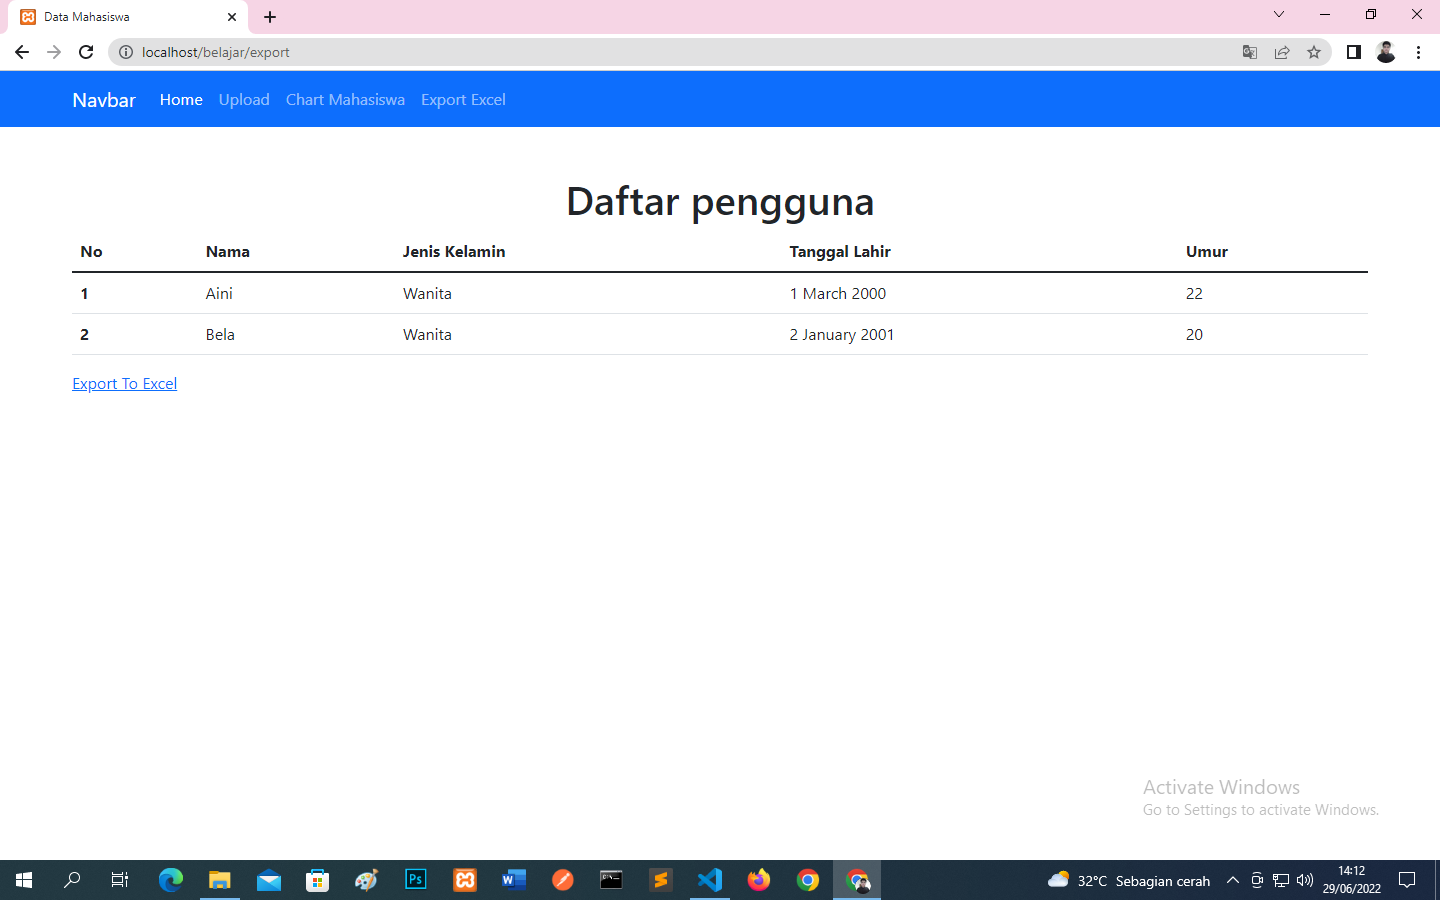 Data Mahasiswa
localhost/belajar/export
Navbar Home Upload Chart Mahasiswa Export Excel
Daftar pengguna
No Nama Jenis Kelamin Tanggal Lahir Umur
1 Aini Wanita 1 March 2000 22
2 Bela Wanita 2 January 2001 20
Export To Excel
Activate Windows
Go to Settings to activate Windows.
Ps
W
32°C Sebagian cerah
14:12
29/06/2022